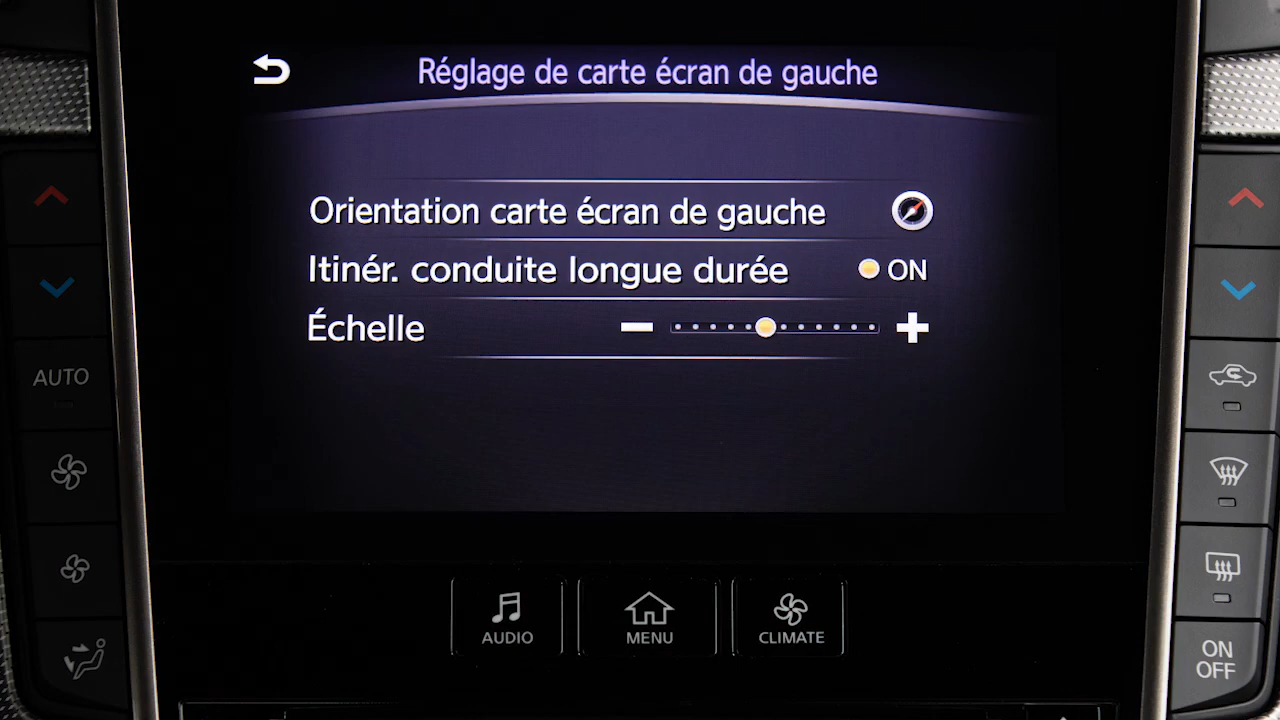 Réglage de carte écran de gauche
Orientation carte écran de gauche
Itinér. conduite longue durée ON
Échelle
AUTO
AUDIO
MENU
CLIMATE
ON
OFF